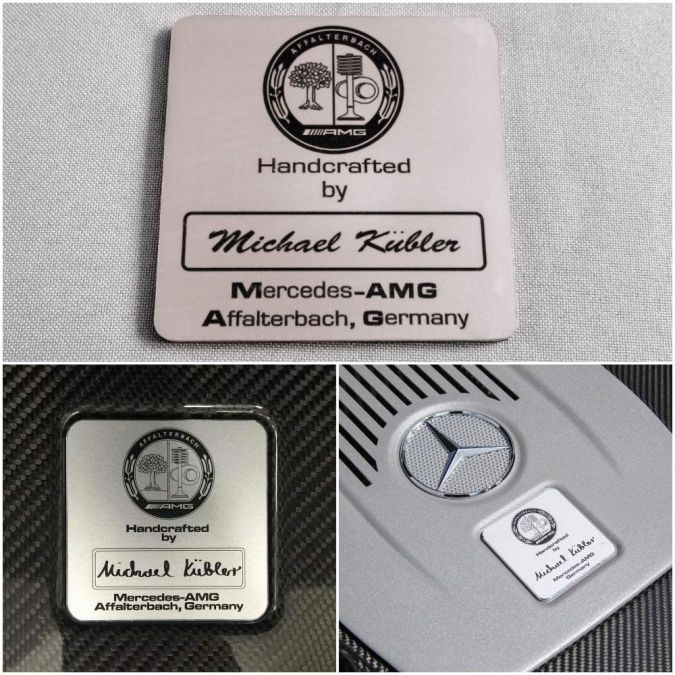 AFFALTERBACH
AMG
Handcrafted
by
Michael Kübler
Mercedes-AMG
Affalterbach, Germany
AFFALTERBACH
AMG
Handcrafted
by
Michael Kübler
Mercedes-AMG
Affalterbach, Germany
Handcrafted
by
Michael Kübler
Mercedes-AMG
Germany